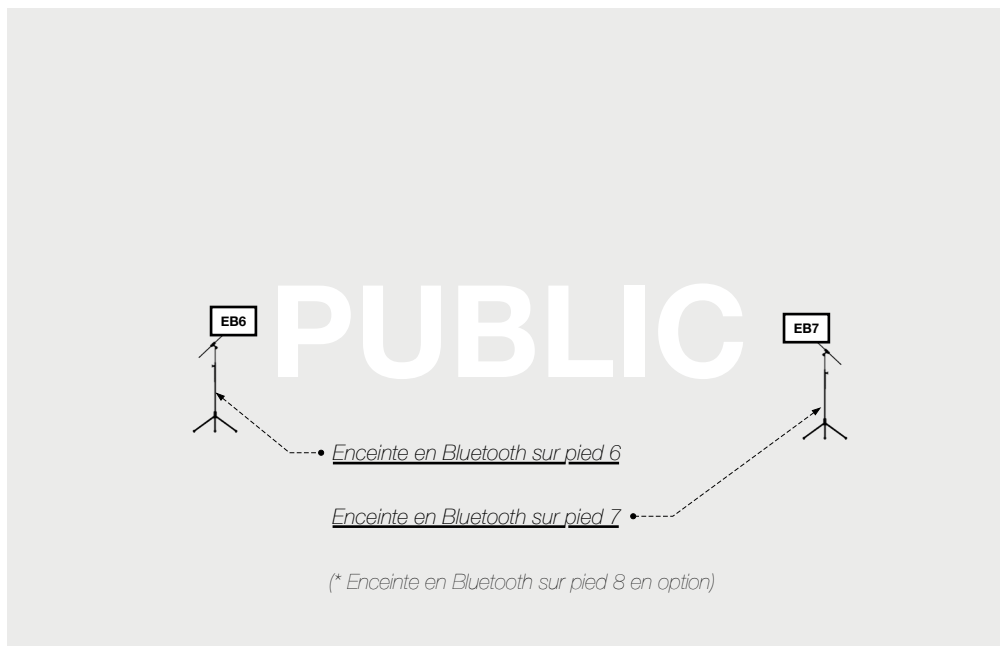 PUBLIC
EB6
EB7
Enceinte en Bluetooth sur pied 6
Enceinte en Bluetooth sur pied 7
(* Enceinte en Bluetooth sur pied 8 en option)